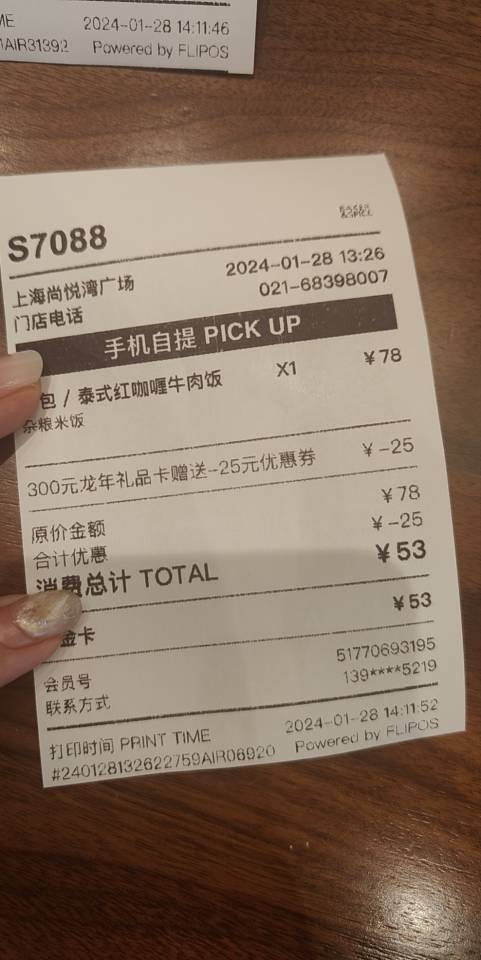 ME 2024-01-28 14:11:46
1AIR31392 Powered by FLIPOS
BAKER
&SPICE
S7088
上海尚悦湾广场 2024-01-28 13:26
门店电话 021-68398007
手机自提 PICK UP
包 / 泰式红咖喱牛肉饭 X1 ¥78
杂粮米饭
300元龙年礼品卡赠送-25元优惠券 ¥-25
原价金额 ¥78
合计优惠 ¥-25
消费总计 TOTAL ¥53
金卡 ¥53
会员号 51770693195
联系方式 139****5219
打印时间 PRINT TIME 2024-01-28 14:11:52
#240128132622759AIR06920 Powered by FLIPOS